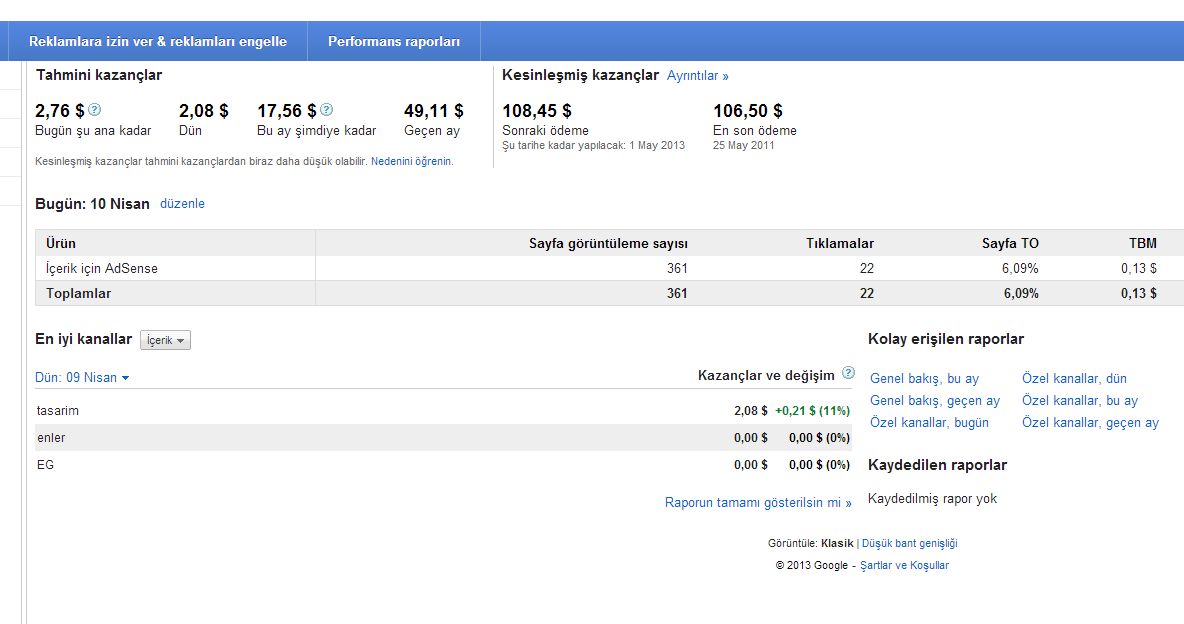 Reklamlara izin ver & reklamları engelle Performans raporları
Tahmini kazançlar
2,76 $ ? 2,08 $ 17,56 $ ? 49,11 $
Bugün şu ana kadar Dün Bu ay şimdiye kadar Geçen ay
Kesinleşmiş kazançlar tahmini kazançlardan biraz daha düşük olabilir. Nedenini öğrenin.
Kesinleşmiş kazançlar Ayrıntılar »
108,45 $ 106,50 $
Sonraki ödeme En son ödeme
Şu tarihe kadar yapılacak: 1 May 2013 25 May 2011
Bugün: 10 Nisan düzenle
Ürün Sayfa görüntüleme sayısı Tıklamalar Sayfa TO TBM
İçerik için AdSense 361 22 6,09% 0,13 $
Toplamlar 361 22 6,09% 0,13 $
En iyi kanallar İçerik
Dün: 09 Nisan Kazançlar ve değişim ?
tasarim 2,08 $ +0,21 $ (11%)
enler 0,00 $ 0,00 $ (0%)
EG 0,00 $ 0,00 $ (0%)
Raporun tamamı gösterilsin mi »
Kolay erişilen raporlar
Genel bakış, bu ay Özel kanallar, dün
Genel bakış, geçen ay Özel kanallar, bu ay
Özel kanallar, bugün Özel kanallar, geçen ay
Kaydedilen raporlar
Kaydedilmiş rapor yok
Görüntüle: Klasik | Düşük bant genişliği
© 2013 Google - Şartlar ve Koşullar